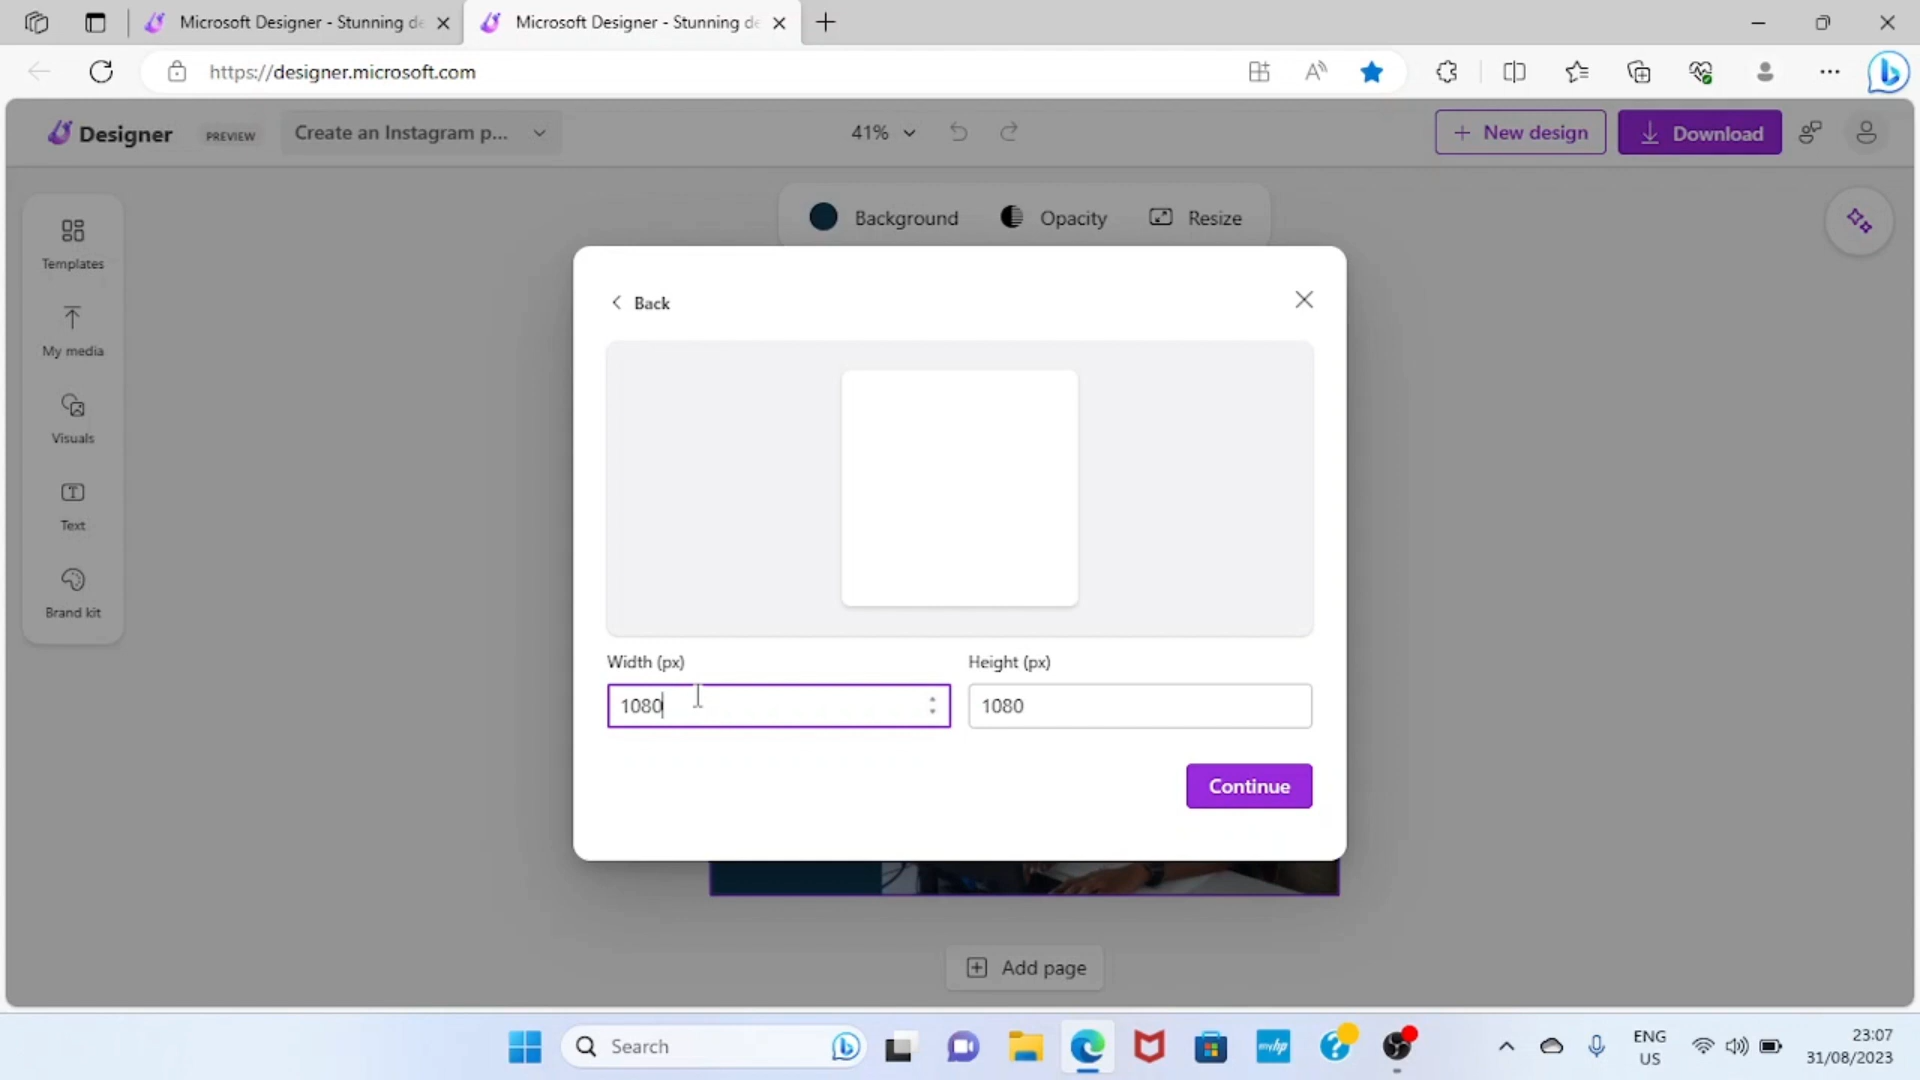 Microsoft Designer - Stunning de
Microsoft Designer - Stunning de
https://designer.microsoft.com
Designer
PREVIEW
Create an Instagram p...
41%
New design
Download
Background
Opacity
Resize
Templates
My media
Visuals
Text
Brand kit
Back
Width (px)
Height (px)
1080
1080
Continue
Add page
Search
myhp
ENG
US
23:07
31/08/2023